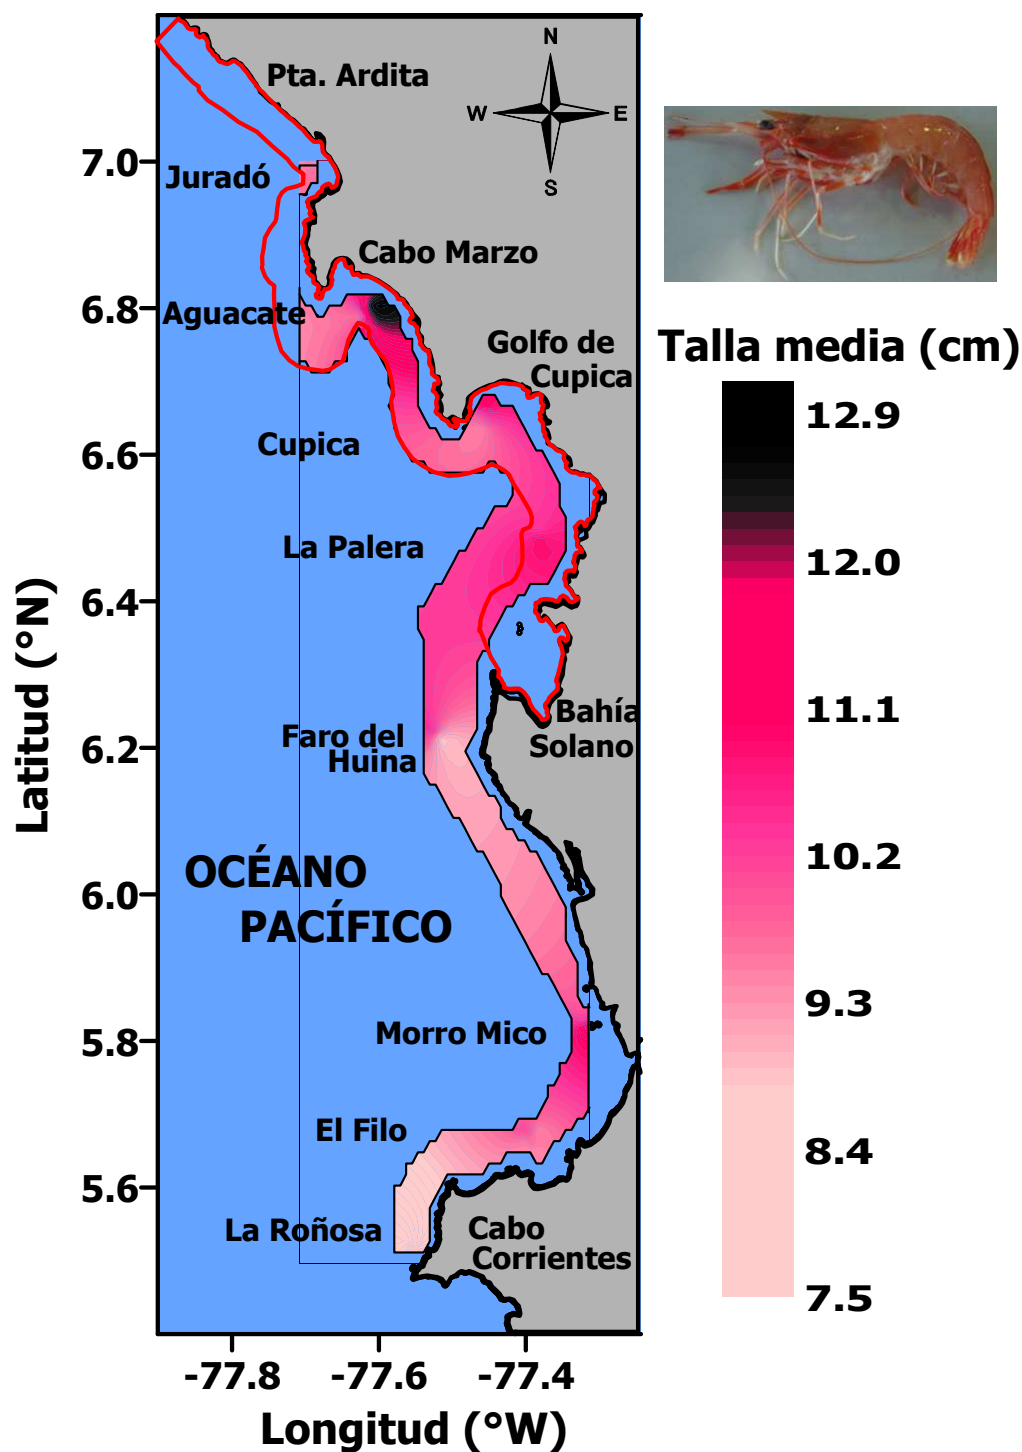 N
W
E
S
Pta. Ardita
7.0
Juradó
Cabo Marzo
6.8
Aguacate
Golfo de
Cupica
Talla media (cm)
12.9
Cupica
6.6
La Palera
12.0
6.4
Latitud (°N)
Bahía
Solano
11.1
Faro del
Huina
6.2
OCÉANO
PACÍFICO
10.2
6.0
9.3
Morro Mico
5.8
El Filo
8.4
5.6
La Roñosa
Cabo
Corrientes
7.5
-77.8
-77.6
-77.4
Longitud (°W)